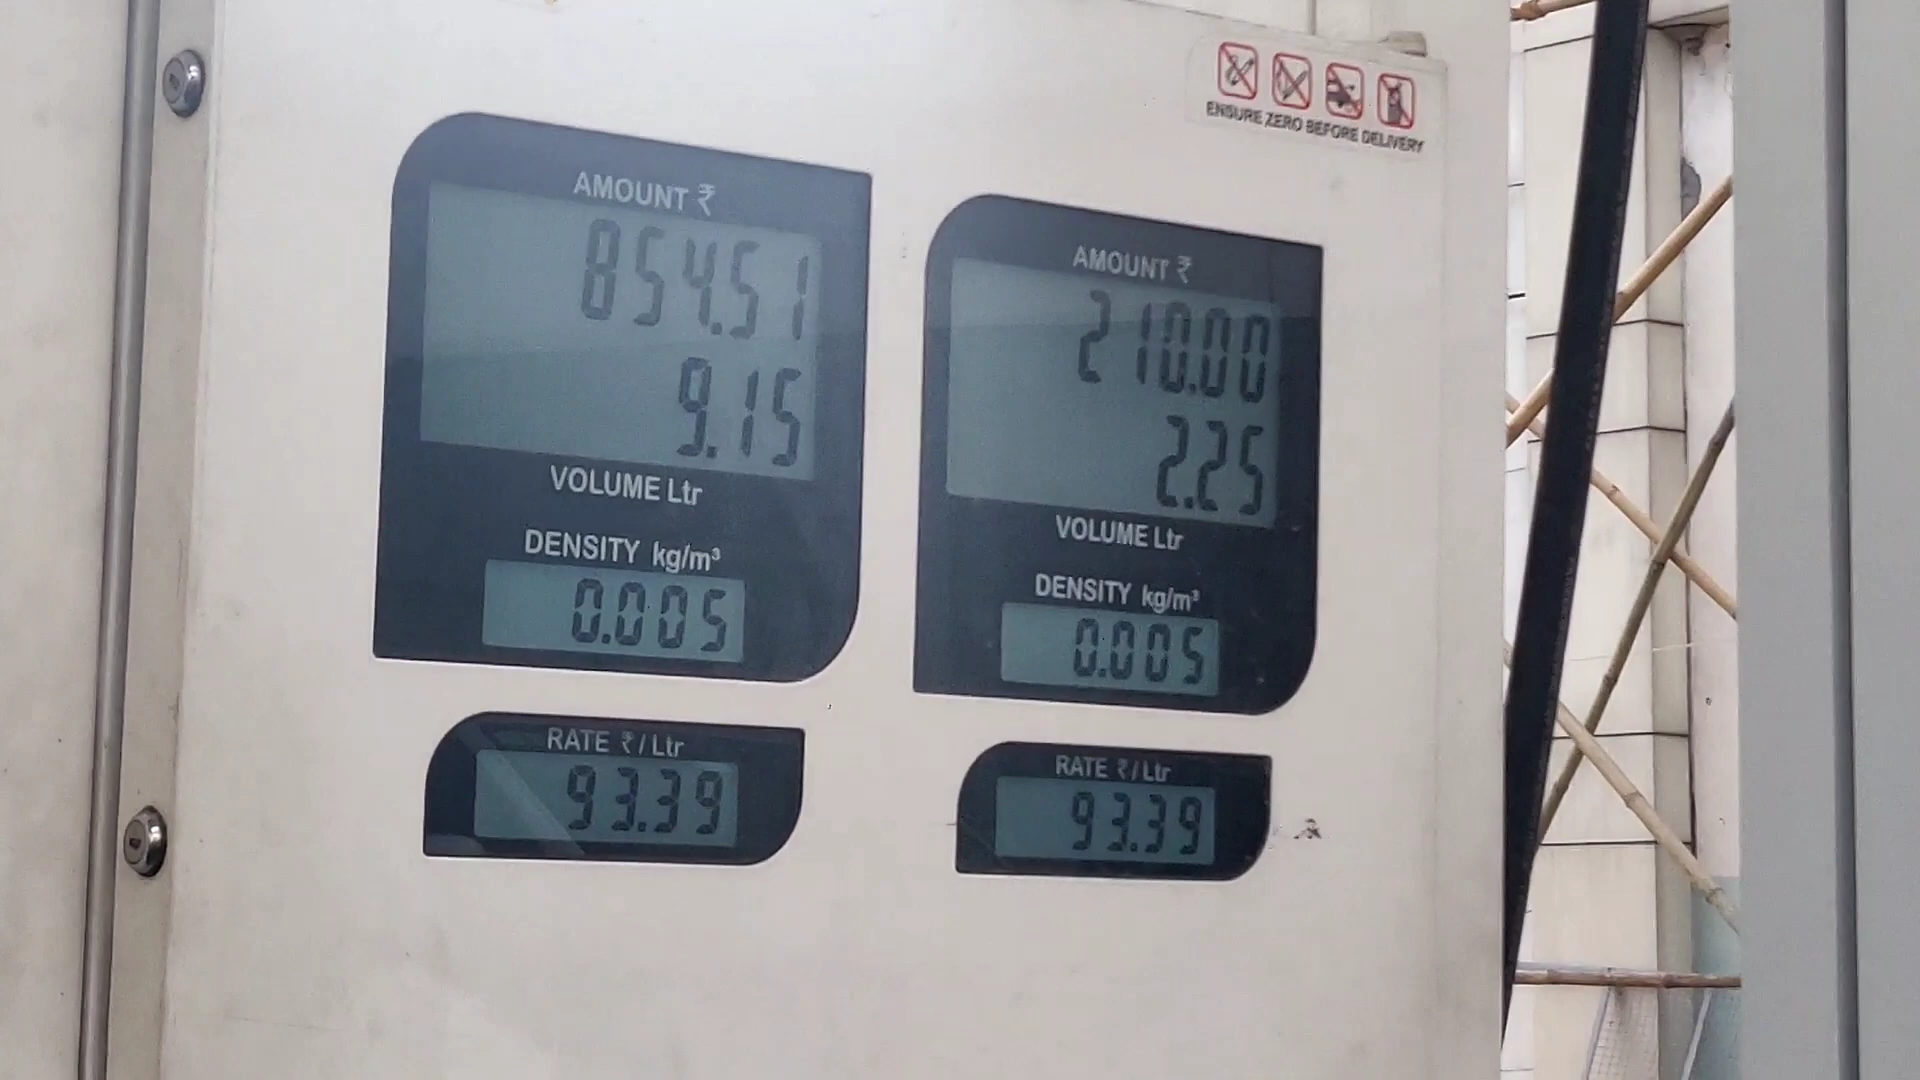 ENSURE ZERO BEFORE DELIVERY
AMOUNT ₹
854.51
9.15
VOLUME Ltr
DENSITY kg/m³
0.005
RATE ₹/Ltr
93.39
AMOUNT ₹
210.00
2.25
VOLUME Ltr
DENSITY kg/m³
0.005
RATE ₹/Ltr
93.39